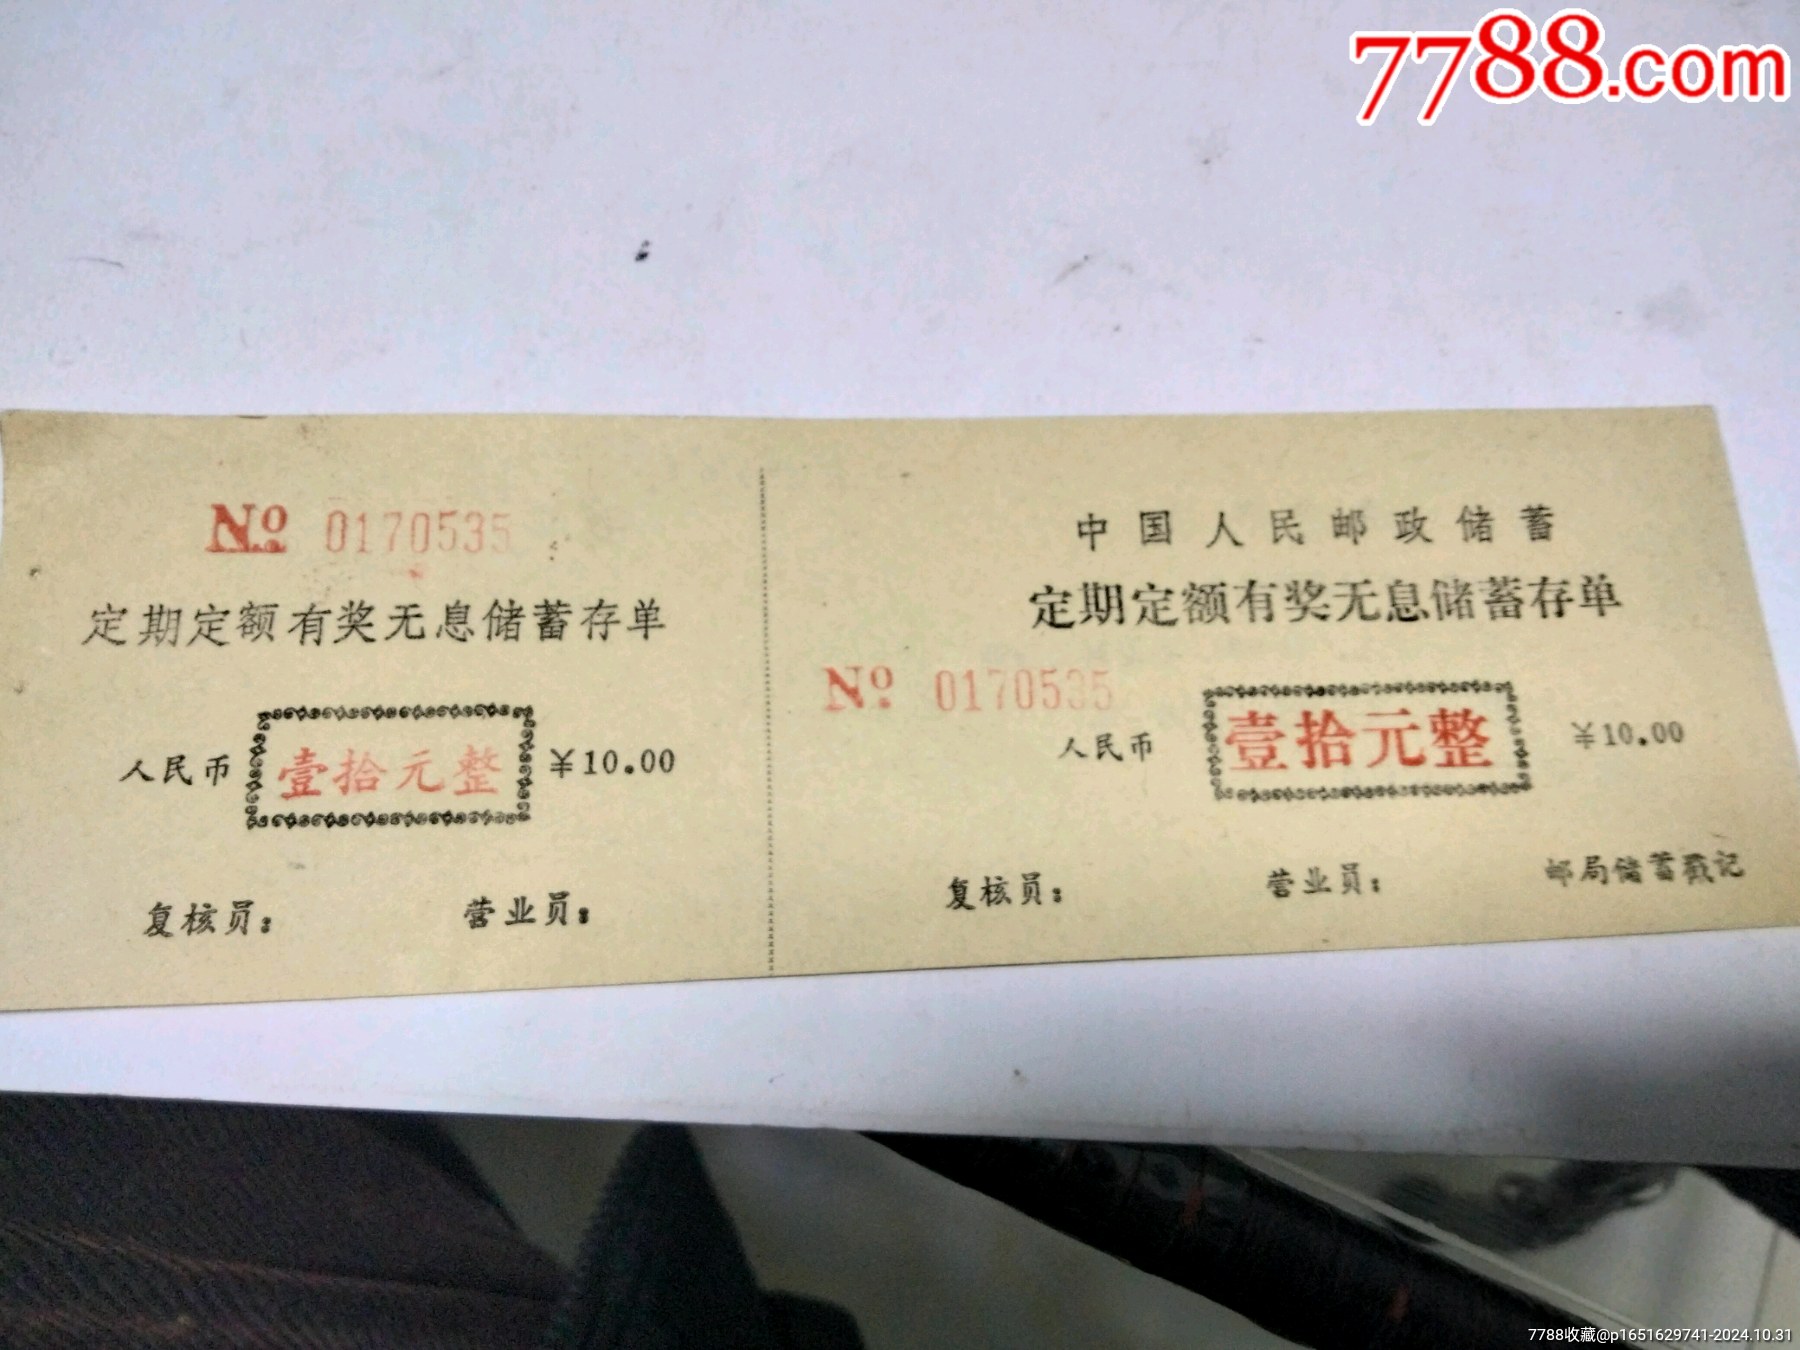 7788.com
№ 0170535
定期定额有奖无息储蓄存单
人民币 壹拾元整 ¥10.00
复核员： 营业员：
中国人民邮政储蓄
定期定额有奖无息储蓄存单
№ 0170535
人民币 壹拾元整 ¥10.00
复核员： 营业员： 邮局储蓄戳记
7788收藏@p1651629741-2024.10.31